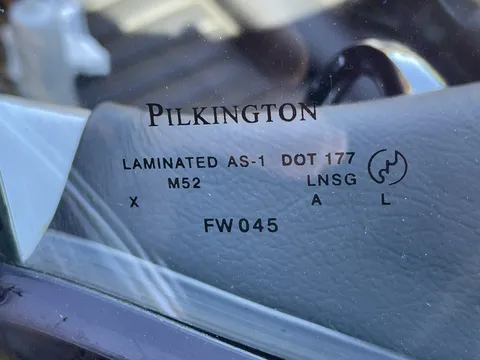 PILKINGTON
LAMINATED AS-1 DOT 177
M52 LNSG
X A L
FW045